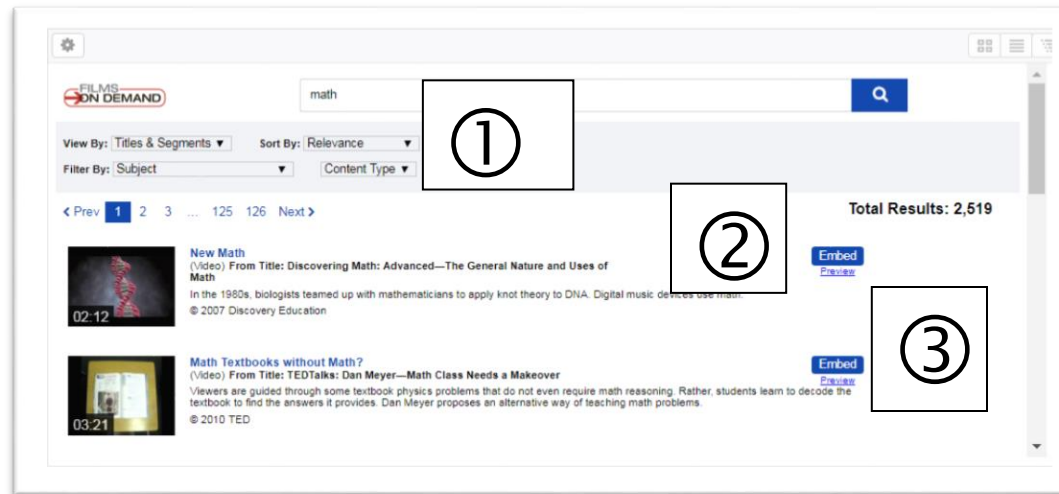 FILMS
ON DEMAND
math
①
View By: Titles & Segments ▼ Sort By: Relevance ▼
Filter By: Subject ▼ Content Type ▼
②
< Prev 1 2 3 ... 125 126 Next >
Total Results: 2,519
New Math
(Video) From Title: Discovering Math: Advanced—The General Nature and Uses of
Math
In the 1980s, biologists teamed up with mathematicians to apply knot theory to DNA. Digital music devices use math.
© 2007 Discovery Education
02:12
Embed
Preview
③
Math Textbooks without Math?
(Video) From Title: TEDTalks: Dan Meyer—Math Class Needs a Makeover
Viewers are guided through some textbook physics problems that do not even require math reasoning. Rather, students learn to decode the
textbook to find the answers it provides. Dan Meyer proposes an alternative way of teaching math problems.
© 2010 TED
03:21
Embed
Preview